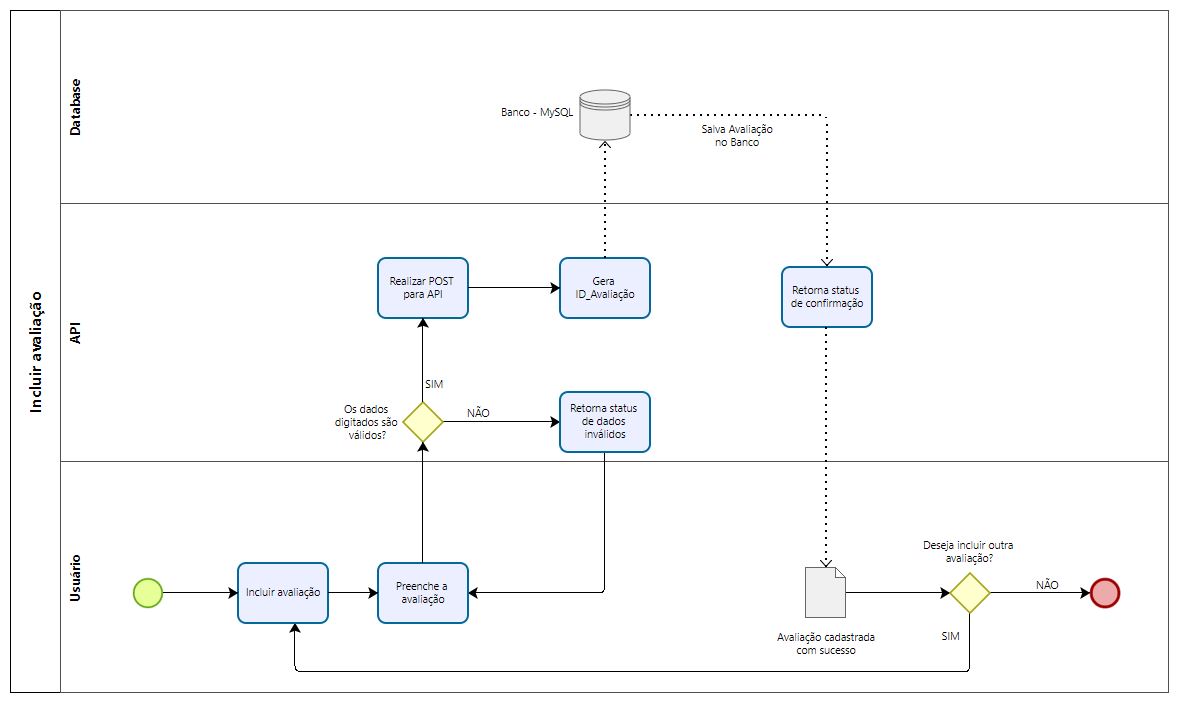 Incluir avaliação
Database
Banco - MySQL
Salva Avaliação
no Banco
API
Realizar POST
para API
Gera
ID_Avaliação
Retorna status
de confirmação
SIM
Os dados
digitados são
válidos?
NÃO
Retorna status
de dados
inválidos
Usuário
Incluir avaliação
Preenche a
avaliação
Avaliação cadastrada
com sucesso
Deseja incluir outra
avaliação?
NÃO
SIM